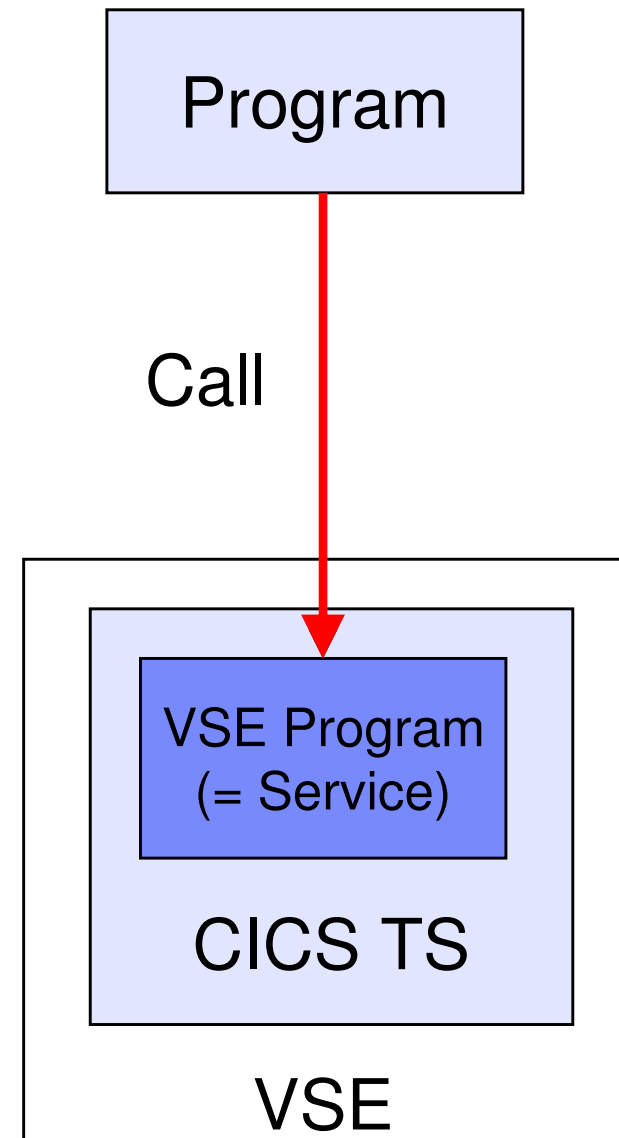 Program
Call
VSE Program
(= Service)
CICS TS
VSE